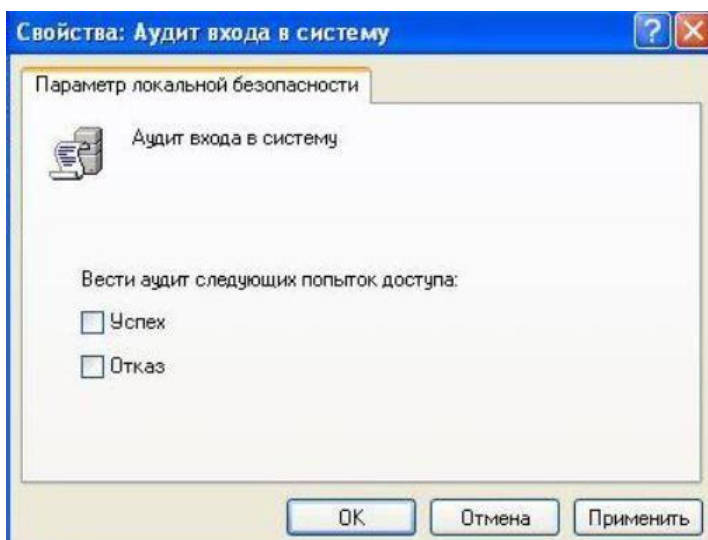 Свойства: Аудит входа в систему
Параметр локальной безопасности
Аудит входа в систему
Вести аудит следующих попыток доступа:
Успех
Отказ
OK
Отмена
Применить